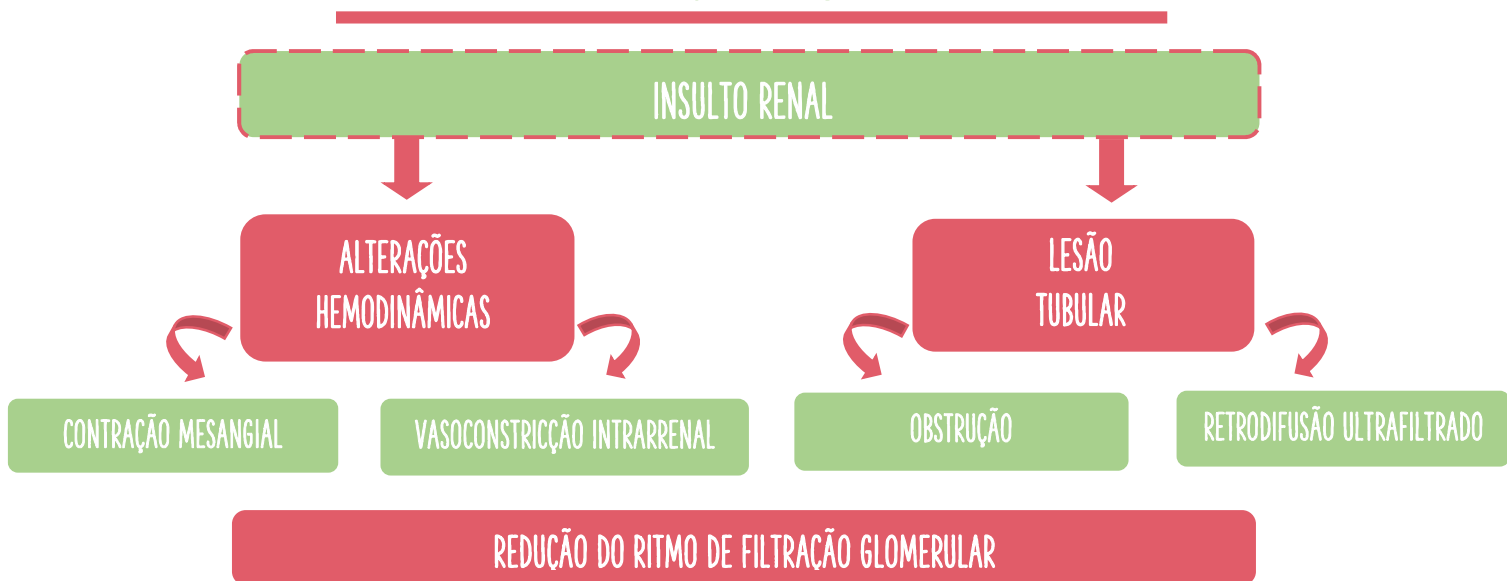 INSULTO RENAL
ALTERAÇÕES
HEMODINÂMICAS
LESÃO
TUBULAR
CONTRAÇÃO MESANGIAL
VASOCONSTRICÇÃO INTRARRENAL
OBSTRUÇÃO
RETRODIFUSÃO ULTRAFILTRADO
REDUÇÃO DO RITMO DE FILTRAÇÃO GLOMERULAR